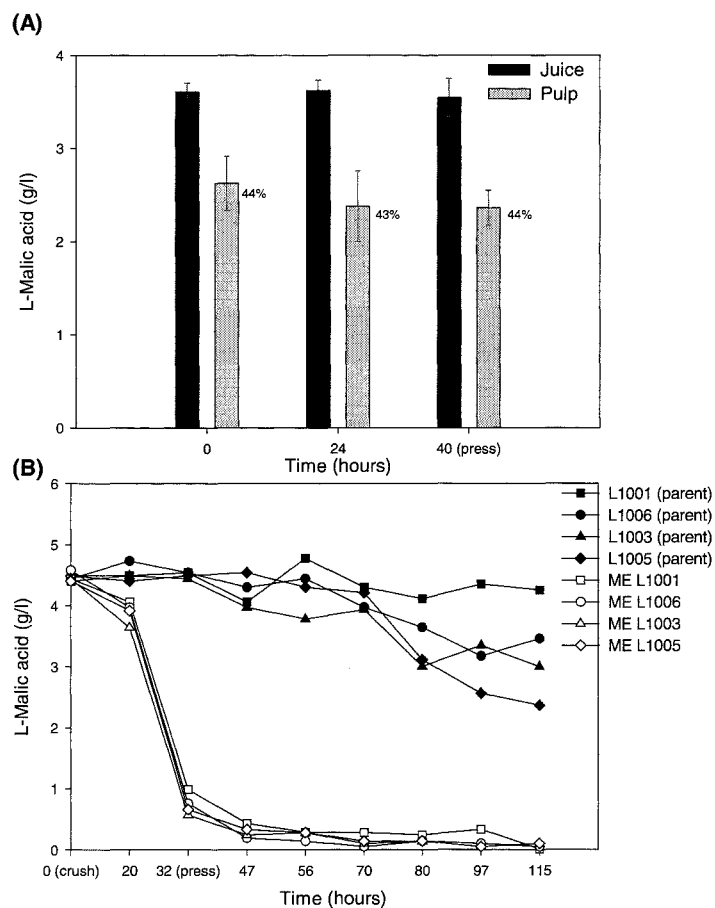 (A)
4
3
2
1
0
L-Malic acid (g/l)
Juice
Pulp
44%
43%
44%
0
24
40 (press)
Time (hours)
(B)
6
5
4
3
2
1
0
L-Malic acid (g/l)
L1001 (parent)
L1006 (parent)
L1003 (parent)
L1005 (parent)
ME L1001
ME L1006
ME L1003
ME L1005
0 (crush)
20
32 (press)
47
56
70
80
97
115
Time (hours)